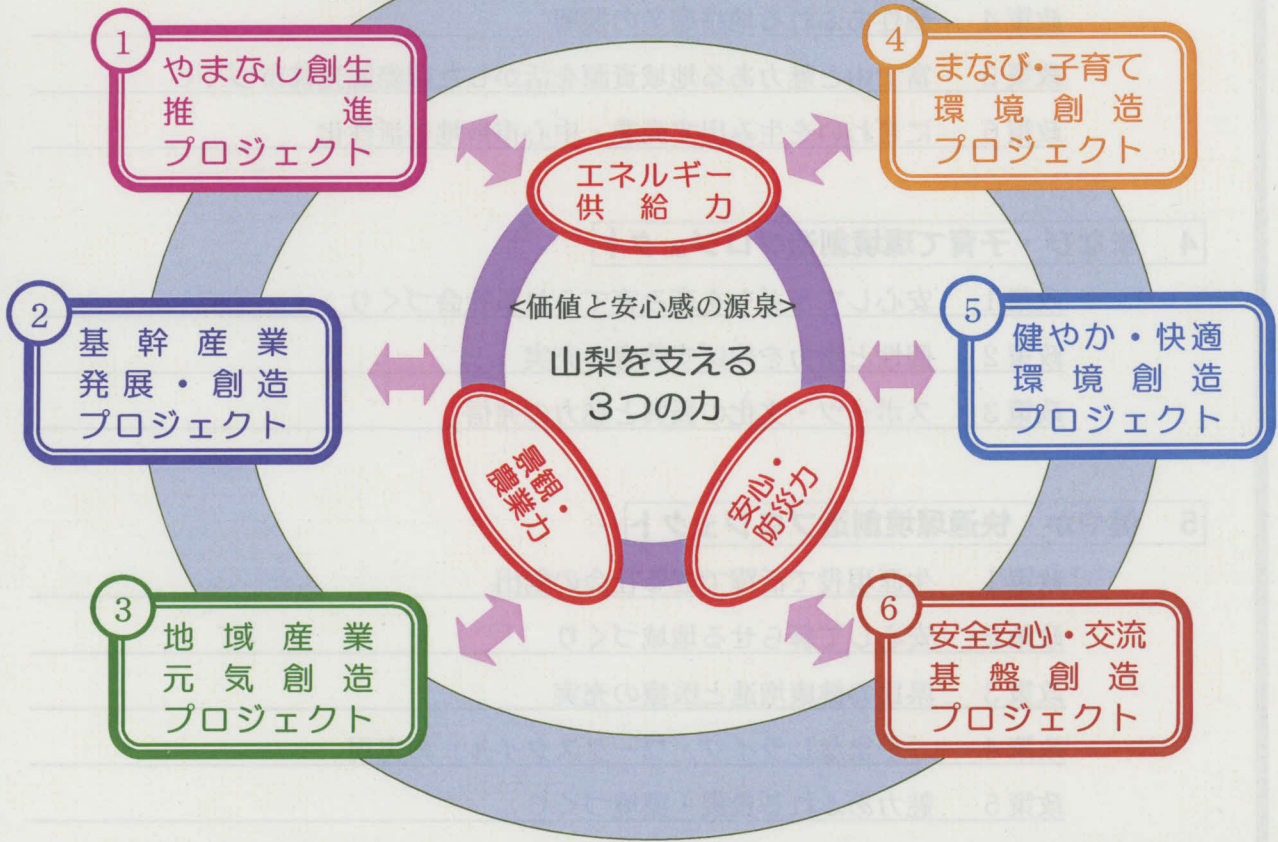 1
やまなし創生
推進
プロジェクト
2
基幹産業
発展・創造
プロジェクト
3
地域産業
元気創造
プロジェクト
4
まなび・子育て
環境創造
プロジェクト
5
健やか・快適
環境創造
プロジェクト
6
安全安心・交流
基盤創造
プロジェクト
エネルギー
供給力
<価値と安心感の源泉>
山梨を支える
3つの力
景観・
農業力
安心・
防災力